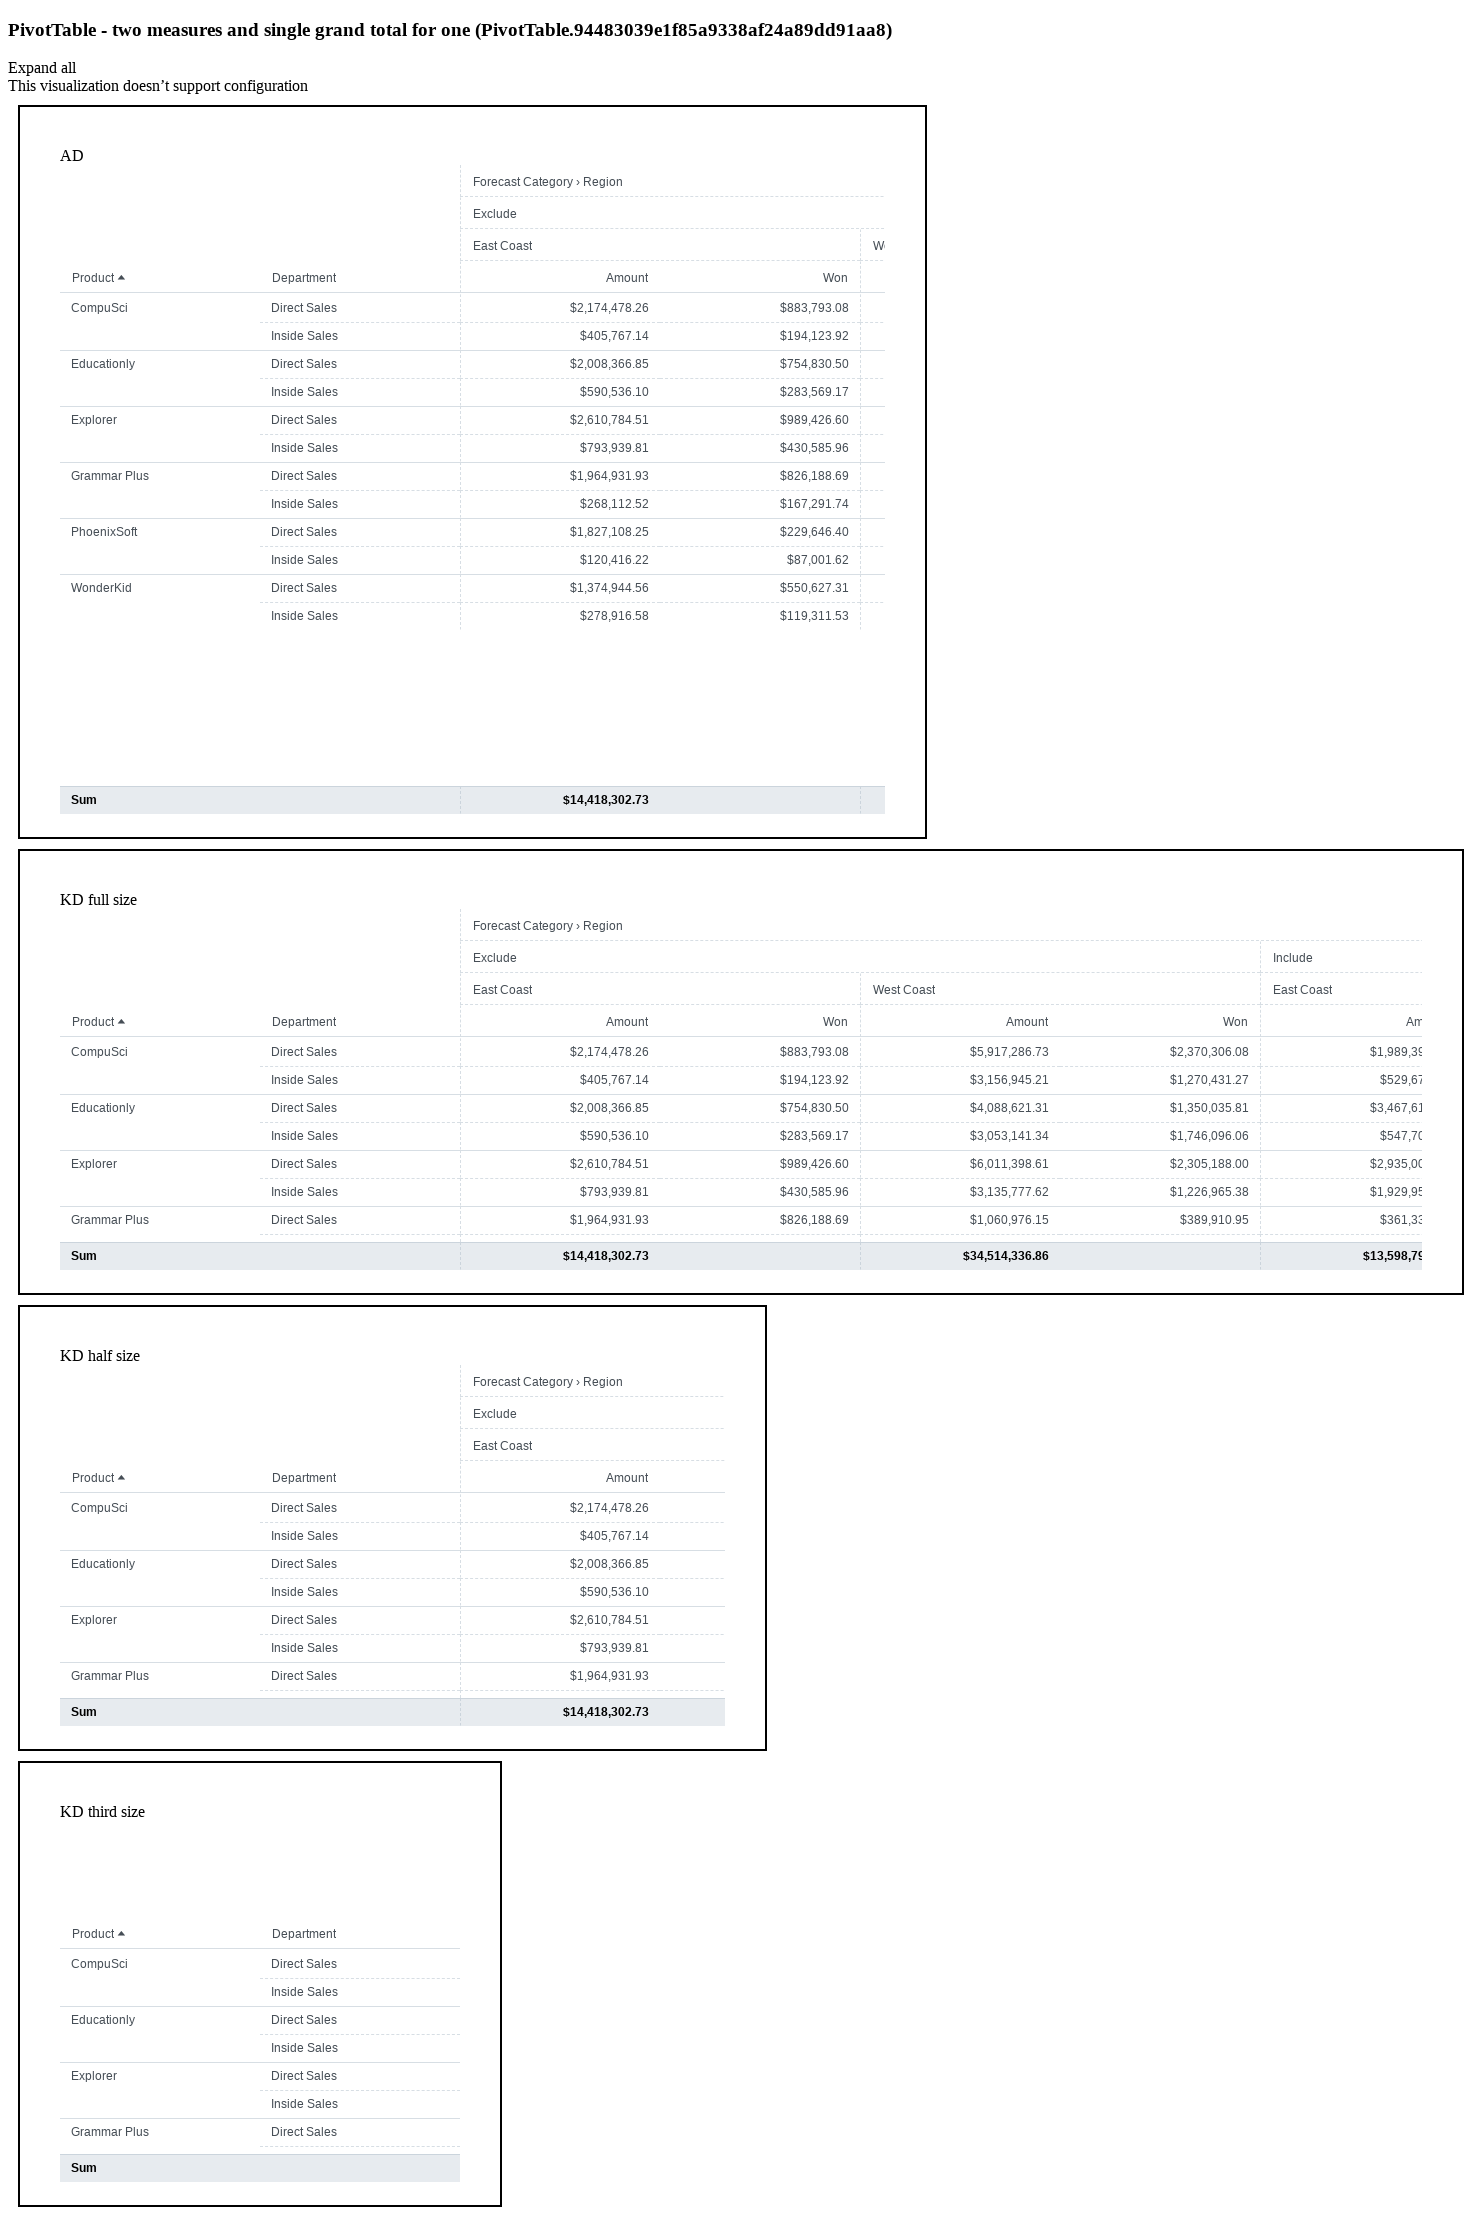 PivotTable - two measures and single grand total for one (PivotTable.94483039e1f85a9338af24a89dd91aa8)
Expand all
This visualization doesn’t support configuration
AD
Forecast Category › Region
Exclude
East Coast
Product Department Amount Won
CompuSci Direct Sales $2,174,478.26 $883,793.08
Inside Sales $405,767.14 $194,123.92
Educationly Direct Sales $2,008,366.85 $754,830.50
Inside Sales $590,536.10 $283,569.17
Explorer Direct Sales $2,610,784.51 $989,426.60
Inside Sales $793,939.81 $430,585.96
Grammar Plus Direct Sales $1,964,931.93 $826,188.69
Inside Sales $268,112.52 $167,291.74
PhoenixSoft Direct Sales $1,827,108.25 $229,646.40
Inside Sales $120,416.22 $87,001.62
WonderKid Direct Sales $1,374,944.56 $550,627.31
Inside Sales $278,916.58 $119,311.53
Sum $14,418,302.73
KD full size
Forecast Category › Region
Exclude Include
East Coast West Coast East Coast
Product Department Amount Won Amount Won Am
CompuSci Direct Sales $2,174,478.26 $883,793.08 $5,917,286.73 $2,370,306.08 $1,989,39
Inside Sales $405,767.14 $194,123.92 $3,156,945.21 $1,270,431.27 $529,67
Educationly Direct Sales $2,008,366.85 $754,830.50 $4,088,621.31 $1,350,035.81 $3,467,61
Inside Sales $590,536.10 $283,569.17 $3,053,141.34 $1,746,096.06 $547,70
Explorer Direct Sales $2,610,784.51 $989,426.60 $6,011,398.61 $2,305,188.00 $2,935,00
Inside Sales $793,939.81 $430,585.96 $3,135,777.62 $1,226,965.38 $1,929,95
Grammar Plus Direct Sales $1,964,931.93 $826,188.69 $1,060,976.15 $389,910.95 $361,33
Sum $14,418,302.73 $34,514,336.86 $13,598,79
KD half size
Forecast Category › Region
Exclude
East Coast
Product Department Amount
CompuSci Direct Sales $2,174,478.26
Inside Sales $405,767.14
Educationly Direct Sales $2,008,366.85
Inside Sales $590,536.10
Explorer Direct Sales $2,610,784.51
Inside Sales $793,939.81
Grammar Plus Direct Sales $1,964,931.93
Sum $14,418,302.73
KD third size
Product Department
CompuSci Direct Sales
Inside Sales
Educationly Direct Sales
Inside Sales
Explorer Direct Sales
Inside Sales
Grammar Plus Direct Sales
Sum